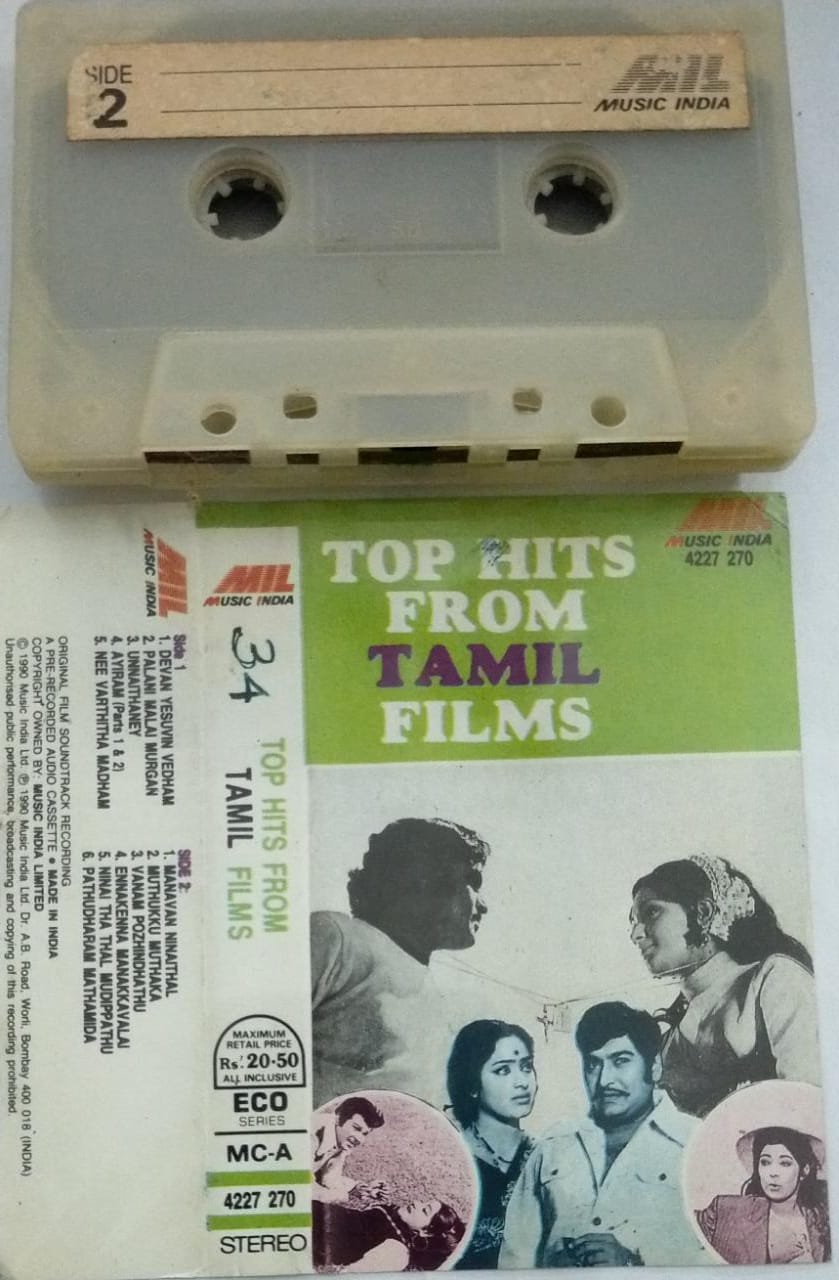 SIDE
2
MIL
MUSIC INDIA
MIL
MUSIC INDIA
4227 270
TOP HITS
FROM
TAMIL
FILMS
MIL
MUSIC INDIA
34
TOP HITS FROM
TAMIL FILMS
MAXIMUM
RETAIL PRICE
Rs. 20·50
ALL INCLUSIVE
ECO
SERIES
MC-A
4227 270
STEREO
MIL
MUSIC INDIA
Side 1
1. DEVAN YESUVIN VEDHAM
2. PALANI MALAI MURGAN
3. UNNAITHANEY
4. AYIRAM (Parts 1 & 2)
5. NEE VARTHITHA MADHAM
SIDE 2:
1. MANAVAN NINAITHAL
2. MUTHUKKU MUTHAKA
3. VANAM POZHINDHATHU
4. ENNAKENNA MANAKKAVALAI
5. NINAI THA THAL MUDIPPATHU
6. PATHUDHARAM MATHAMIDA
ORIGINAL FILM SOUNDTRACK RECORDING
A PRE-RECORDED AUDIO CASSETTE ● MADE IN INDIA
COPYRIGHT OWNED BY: MUSIC INDIA LIMITED
© 1990 Music India Ltd. ℗ 1990 Music India Ltd. Dr. A.B. Road, Worli, Bombay 400 018 (INDIA)
Unauthorised public performance, broadcasting and copying of this recording prohibited.